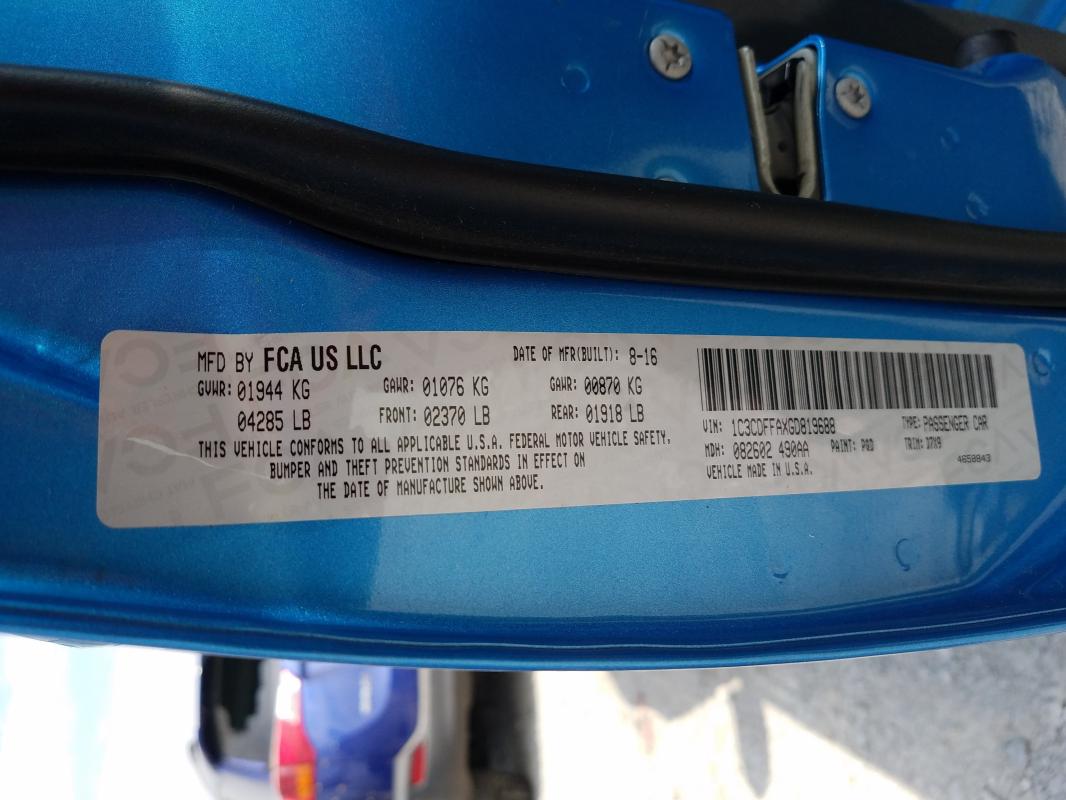 MFD BY FCA US LLC DATE OF MFR(BUILT): 8-16
GVWR: 01944 KG GAWR: 01076 KG GAWR: 00870 KG
04285 LB FRONT: 02370 LB REAR: 01918 LB
THIS VEHICLE CONFORMS TO ALL APPLICABLE U.S.A. FEDERAL MOTOR VEHICLE SAFETY,
BUMPER AND THEFT PREVENTION STANDARDS IN EFFECT ON
THE DATE OF MANUFACTURE SHOWN ABOVE.
VIN: 1C3CDFFAXGD819688 TYPE: PASSENGER CAR
MDH: 082602 490AA PAINT: TRIM:
VEHICLE MADE IN U.S.A. 4658843